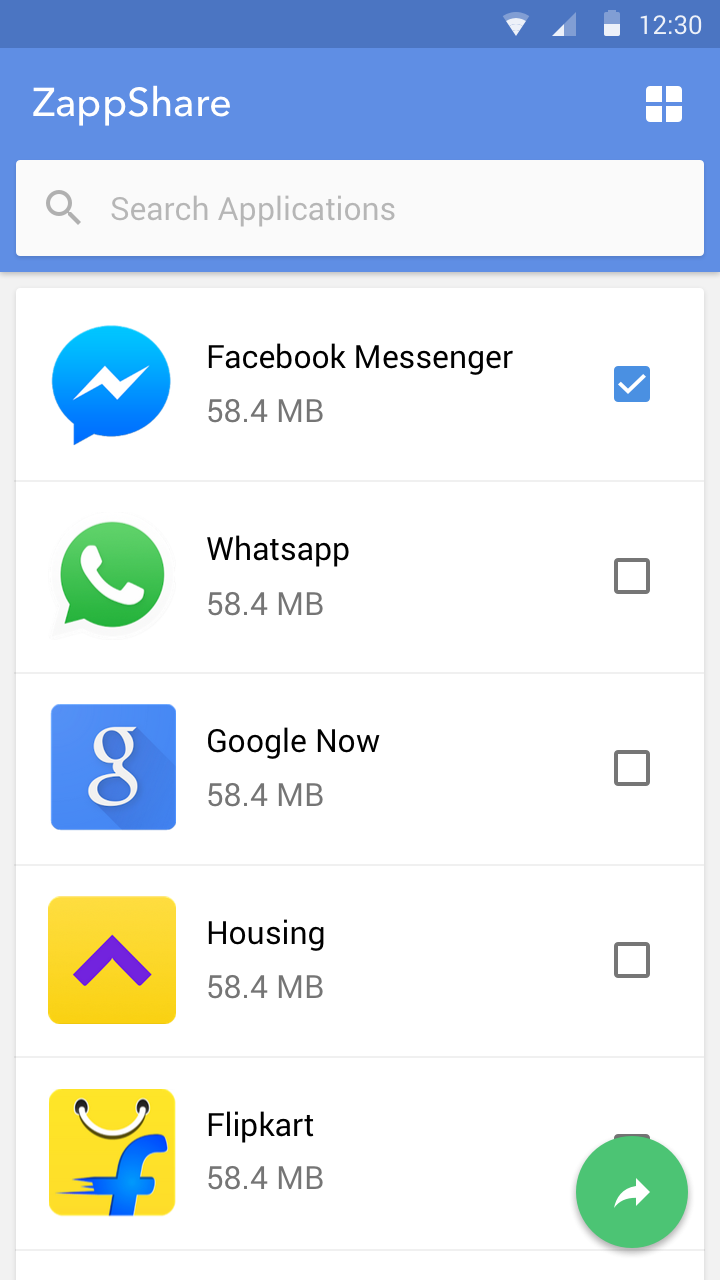 12:30
ZappShare
Search Applications
Facebook Messenger
58.4 MB
Whatsapp
58.4 MB
Google Now
58.4 MB
Housing
58.4 MB
Flipkart
58.4 MB